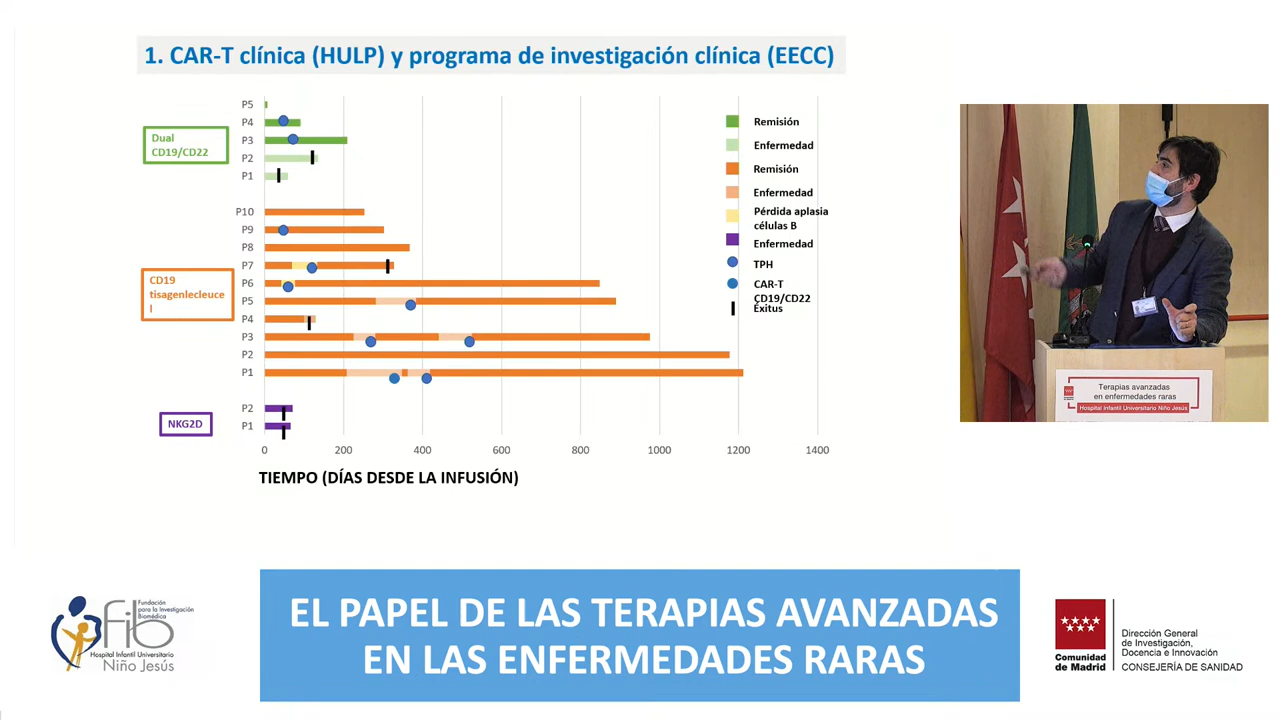 1. CAR-T clínica (HULP) y programa de investigación clínica (EECC)
Dual
CD19/CD22
P5
P4
P3
P2
P1
CD19
tisagenlecleuce
l
P10
P9
P8
P7
P6
P5
P4
P3
P2
P1
NKG2D
P2
P1
0 200 400 600 800 1000 1200 1400
TIEMPO (DÍAS DESDE LA INFUSIÓN)
Remisión
Enfermedad
Remisión
Enfermedad
Pérdida aplasia
células B
Enfermedad
TPH
CAR-T
CD19/CD22
Éxitus
Terapias avanzadas
en enfermedades raras
Hospital Infantil Universitario Niño Jesús
fib
Fundación
para la Investigación
Biomédica
Hospital Infantil Universitario
Niño Jesús
EL PAPEL DE LAS TERAPIAS AVANZADAS
EN LAS ENFERMEDADES RARAS
Comunidad
de Madrid
Dirección General
de Investigación,
Docencia e Innovación
CONSEJERÍA DE SANIDAD